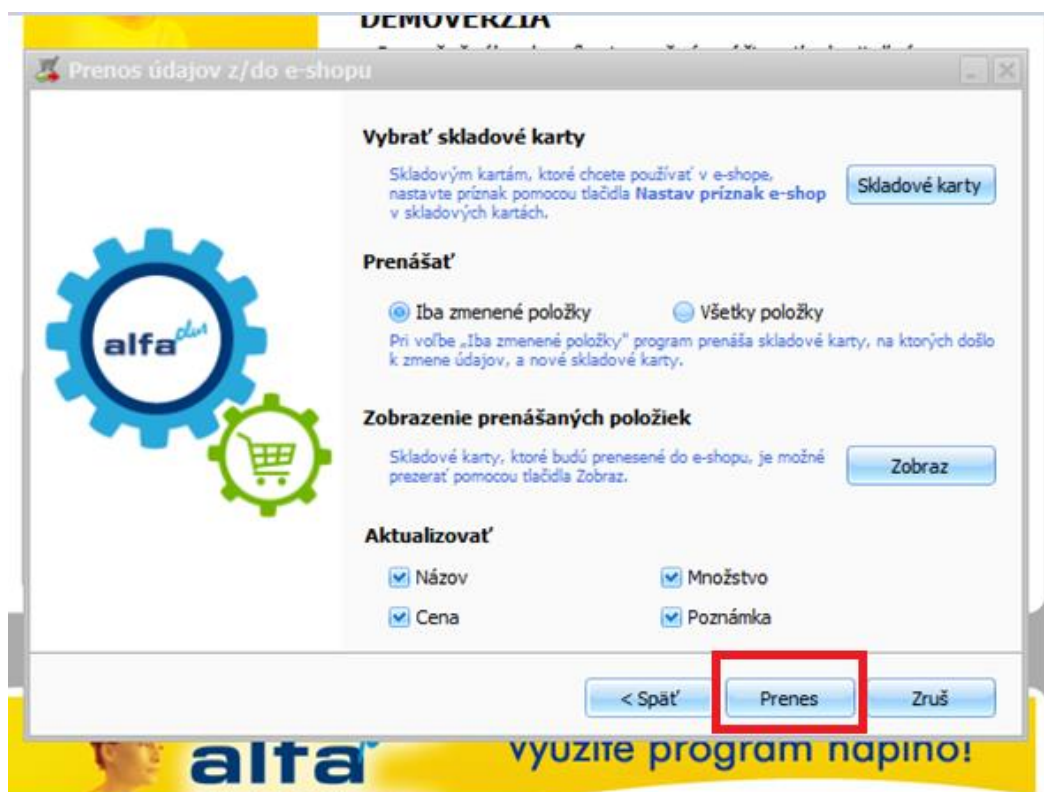 DEMOVERZIA
Prenos údajov z/do e-shopu
Vybrať skladové karty
Skladovým kartám, ktoré chcete používať v e-shope,
nastavte príznak pomocou tlačidla Nastav príznak e-shop
v skladových kartách.
Skladové karty
Prenášať
Iba zmenené položky
Všetky položky
Pri voľbe „Iba zmenené položky" program prenáša skladové karty, na ktorých došlo
k zmene údajov, a nové skladové karty.
alfa plus
Zobrazenie prenášaných položiek
Skladové karty, ktoré budú prenesené do e-shopu, je možné
prezerať pomocou tlačidla Zobraz.
Zobraz
Aktualizovať
Názov
Množstvo
Cena
Poznámka
< Späť
Prenes
Zruš
alfa
využite program naplno!